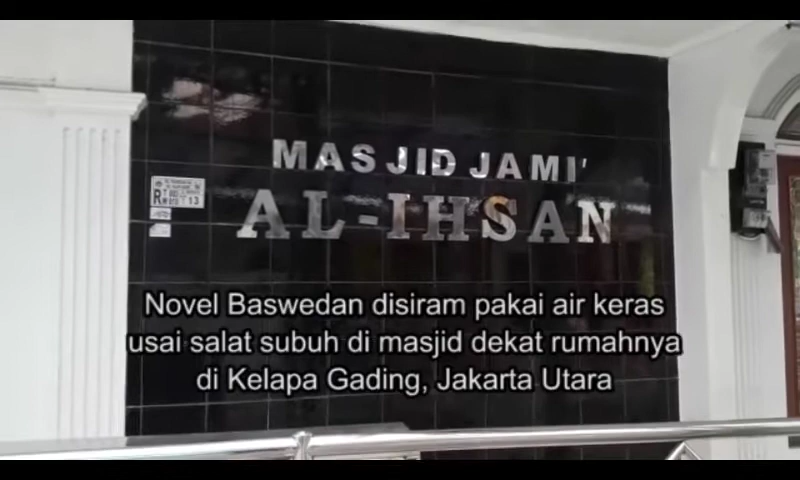 MASJID JAMI'
AL-IHSAN
13
Novel Baswedan disiram pakai air keras
usai salat subuh di masjid dekat rumahnya
di Kelapa Gading, Jakarta Utara